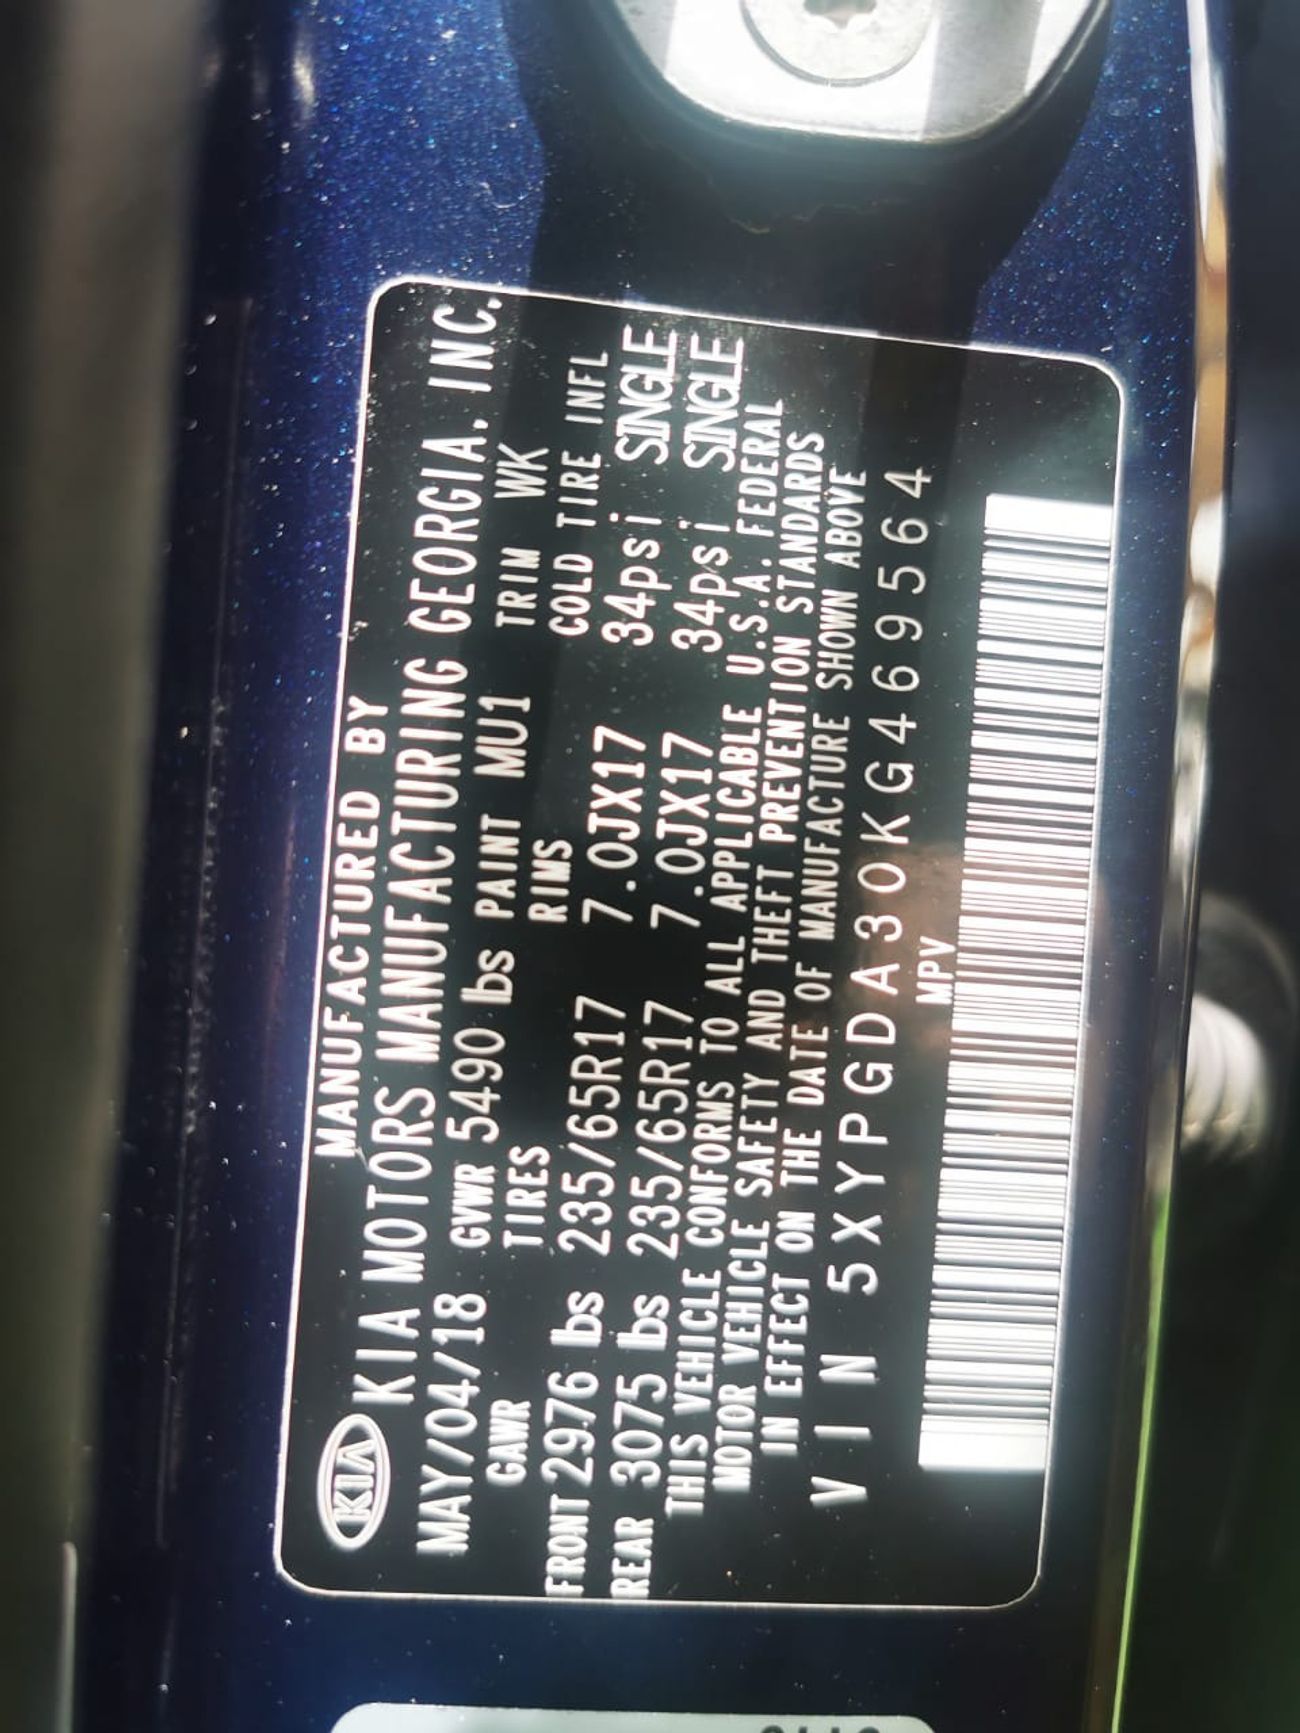 MANUFACTURED BY
KIA KIA MOTORS MANUFACTURING GEORGIA, INC.
MAY/04/18 GVWR 5490 lbs PAINT MU1 TRIM WK
GAWR TIRES RIMS COLD TIRE INFL
FRONT 2976 lbs 235/65R17 7.0JX17 34psi SINGLE
REAR 3075 lbs 235/65R17 7.0JX17 34psi SINGLE
THIS VEHICLE CONFORMS TO ALL APPLICABLE U.S.A. FEDERAL
MOTOR VEHICLE SAFETY AND THEFT PREVENTION STANDARDS
IN EFFECT ON THE DATE OF MANUFACTURE SHOWN ABOVE
VIN 5XYPGDA30KG469564
MPV